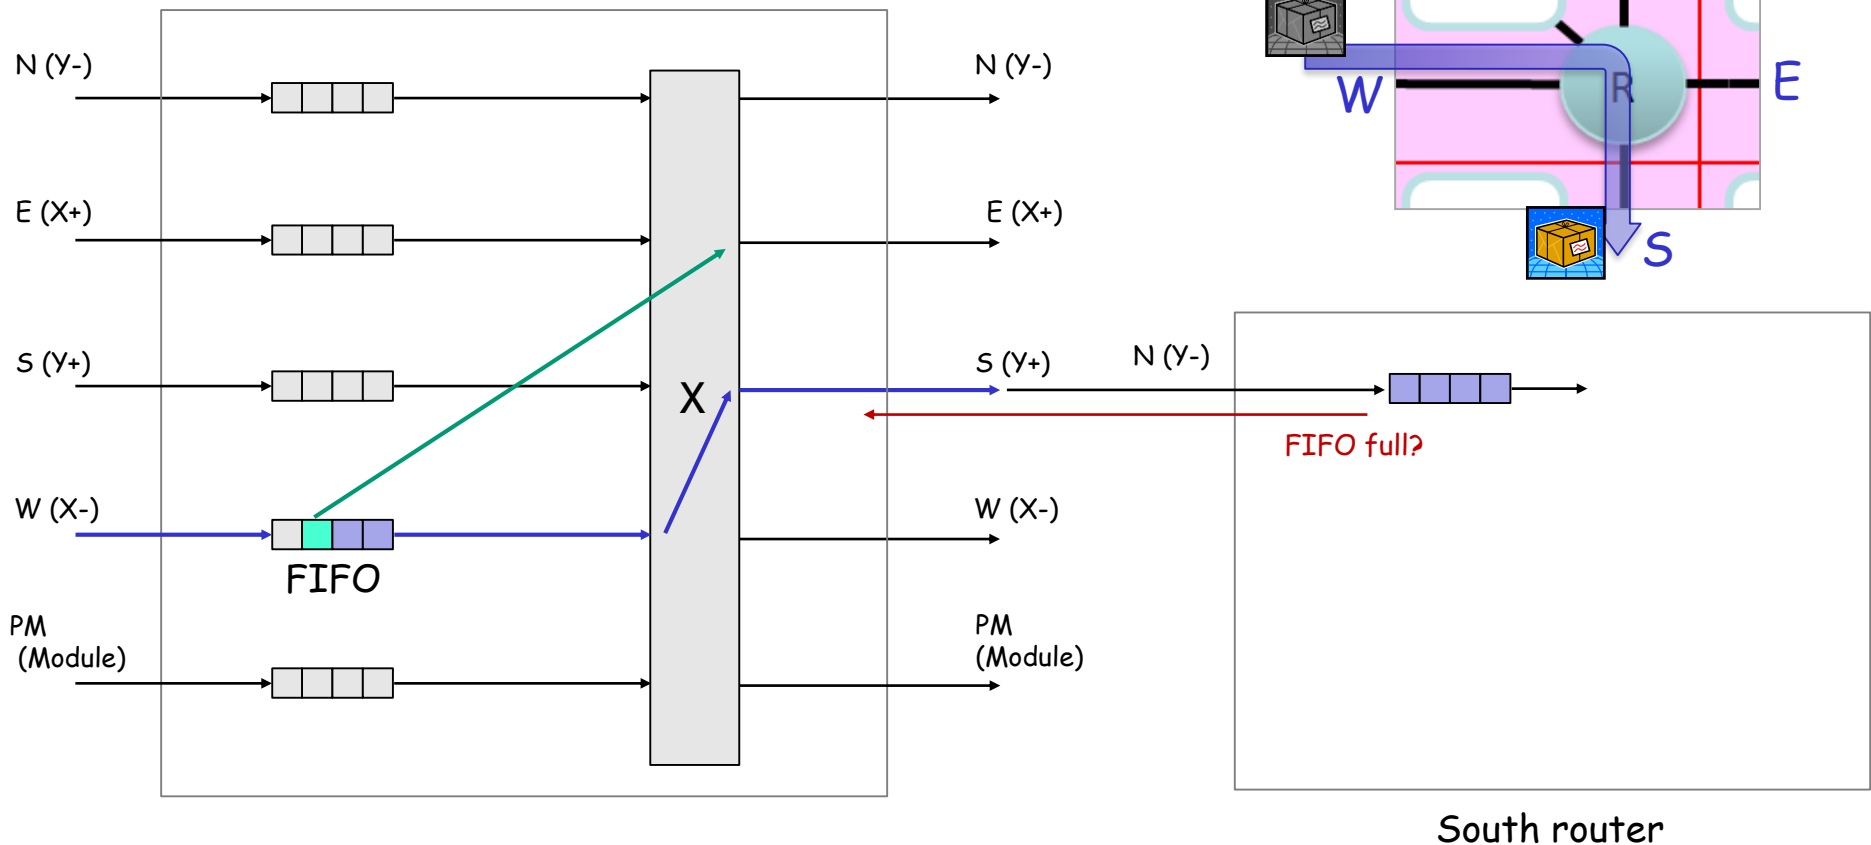 N (Y-)
E (X+)
S (Y+)
W (X-)
FIFO
PM
(Module)
X
N (Y-)
E (X+)
S (Y+)
W (X-)
PM
(Module)
N (Y-)
FIFO full?
South router
W
R
E
S